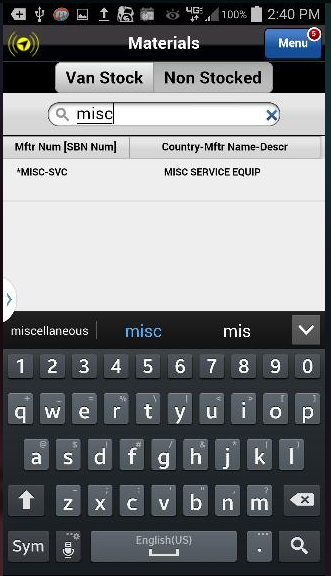 4G 100% 2:40 PM
Materials
Menu 5
Van Stock Non Stocked
misc
Mftr Num [SBN Num] Country-Mftr Name-Descr
*MISC-SVC MISC SERVICE EQUIP
miscellaneous misc mis
1 2 3 4 5 6 7 8 9 0
q w e r t y u i o p
a s d f g h j k l
z x c v b n m
Sym English(US) .